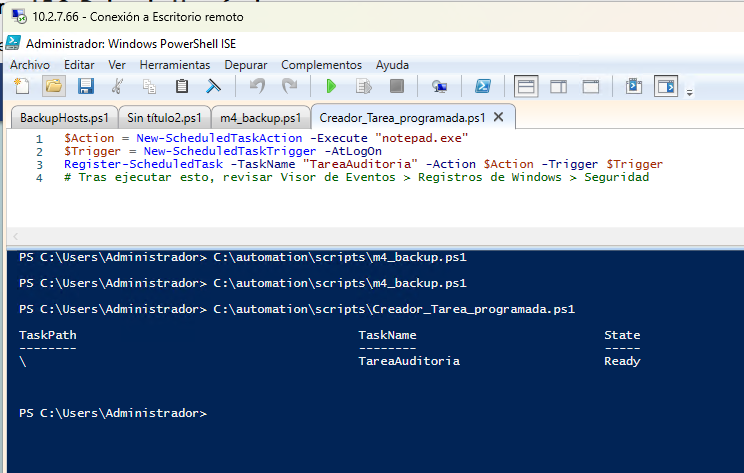 10.2.7.66 - Conexión a Escritorio remoto
Administrador: Windows PowerShell ISE
Archivo Editar Ver Herramientas Depurar Complementos Ayuda
BackupHosts.ps1 Sin título2.ps1 m4_backup.ps1 Creador_Tarea_programada.ps1
1 $Action = New-ScheduledTaskAction -Execute "notepad.exe"
2 $Trigger = New-ScheduledTaskTrigger -AtLogOn
3 Register-ScheduledTask -TaskName "TareaAuditoria" -Action $Action -Trigger $Trigger
4 # Tras ejecutar esto, revisar Visor de Eventos > Registros de Windows > Seguridad
PS C:\Users\Administrador> C:\automation\scripts\m4_backup.ps1
PS C:\Users\Administrador> C:\automation\scripts\m4_backup.ps1
PS C:\Users\Administrador> C:\automation\scripts\Creador_Tarea_programada.ps1
TaskPath TaskName State
-------- -------- -----
\ TareaAuditoria Ready
PS C:\Users\Administrador>